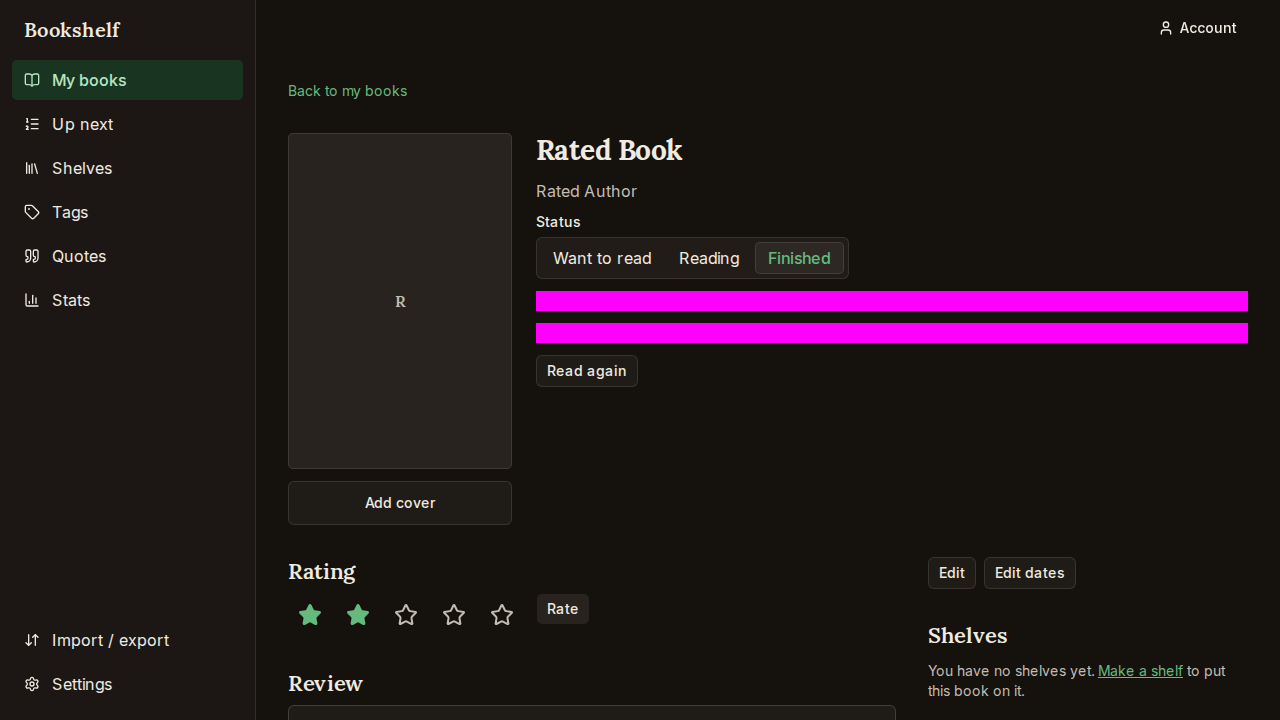 Bookshelf
My books
Up next
Shelves
Tags
Quotes
Stats
Import / export
Settings
Account
Back to my books
R
Add cover
Rated Book
Rated Author
Status
Want to read Reading Finished
Read again
Rating
Rate
Review
Edit Edit dates
Shelves
You have no shelves yet. Make a shelf to put
this book on it.